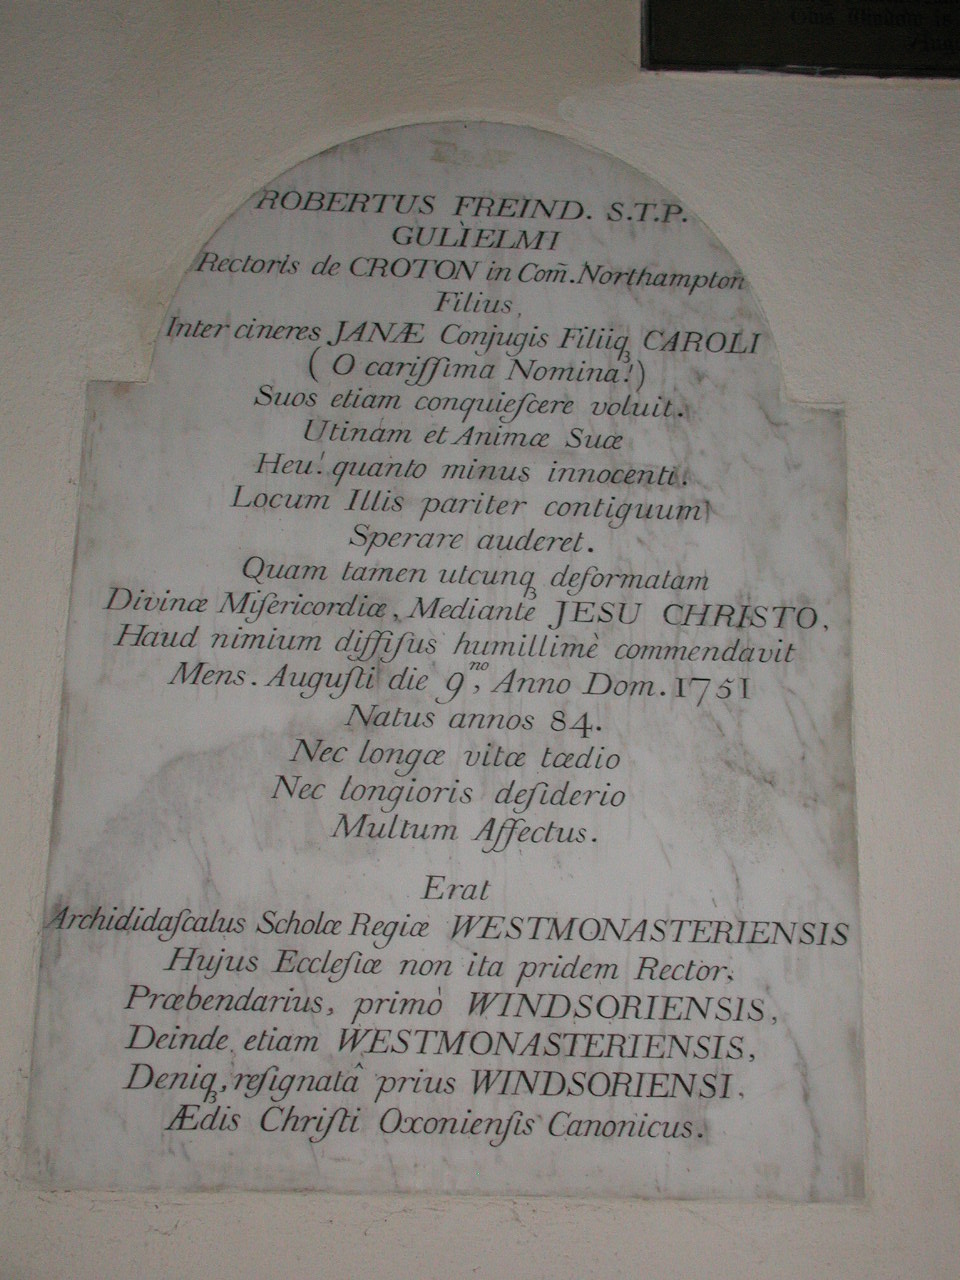 ROBERTUS FREIND. S.T.P.
GULIELMI
Rectoris de CROTON in Com̃. Northampton
Filius,
Inter cineres JANÆ Conjugis Filiiqꝫ CAROLI
( O cariſſima Nomina! )
Suos etiam conquieſcere voluit.
Utinam et Animæ Suæ
Heu! quanto minus innocenti.
Locum Illis pariter contiguum
Sperare auderet.
Quam tamen utcunqꝫ deformatam
Divinæ Miſericordiæ, Mediante JESU CHRISTO,
Haud nimium diffiſus humillimè commendavit
Mens. Auguſti die 9ⁿᵒ, Anno Dom. 1751
Natus annos 84.
Nec longæ vitæ tædio
Nec longioris deſiderio
Multum Affectus.
Erat
Archididaſcalus Scholæ Regiæ WESTMONASTERIENSIS
Hujus Eccleſiæ non ita pridem Rector;
Præbendarius, primò WINDSORIENSIS,
Deinde etiam WESTMONASTERIENSIS,
Deniqꝫ, reſignatâ prius WINDSORIENSI,
Ædis Chriſti Oxonienſis Canonicus.